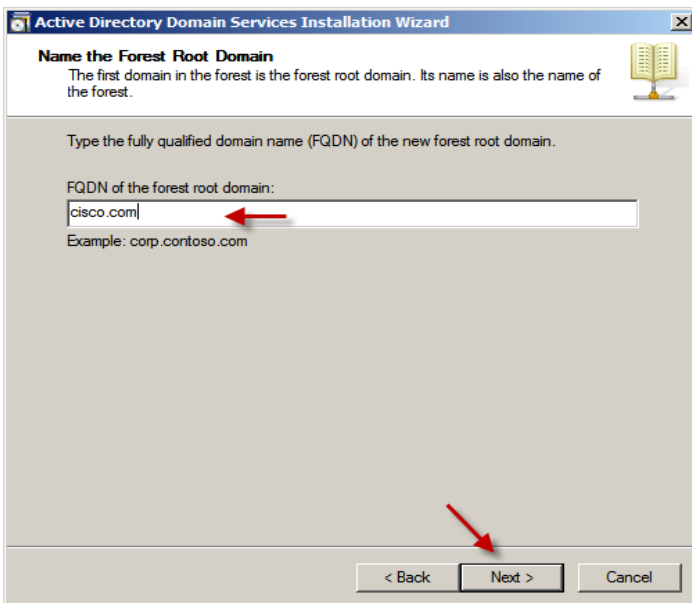 Active Directory Domain Services Installation Wizard
Name the Forest Root Domain
The first domain in the forest is the forest root domain. Its name is also the name of
the forest.
Type the fully qualified domain name (FQDN) of the new forest root domain.
FQDN of the forest root domain:
cisco.com
Example: corp.contoso.com
< Back Next > Cancel